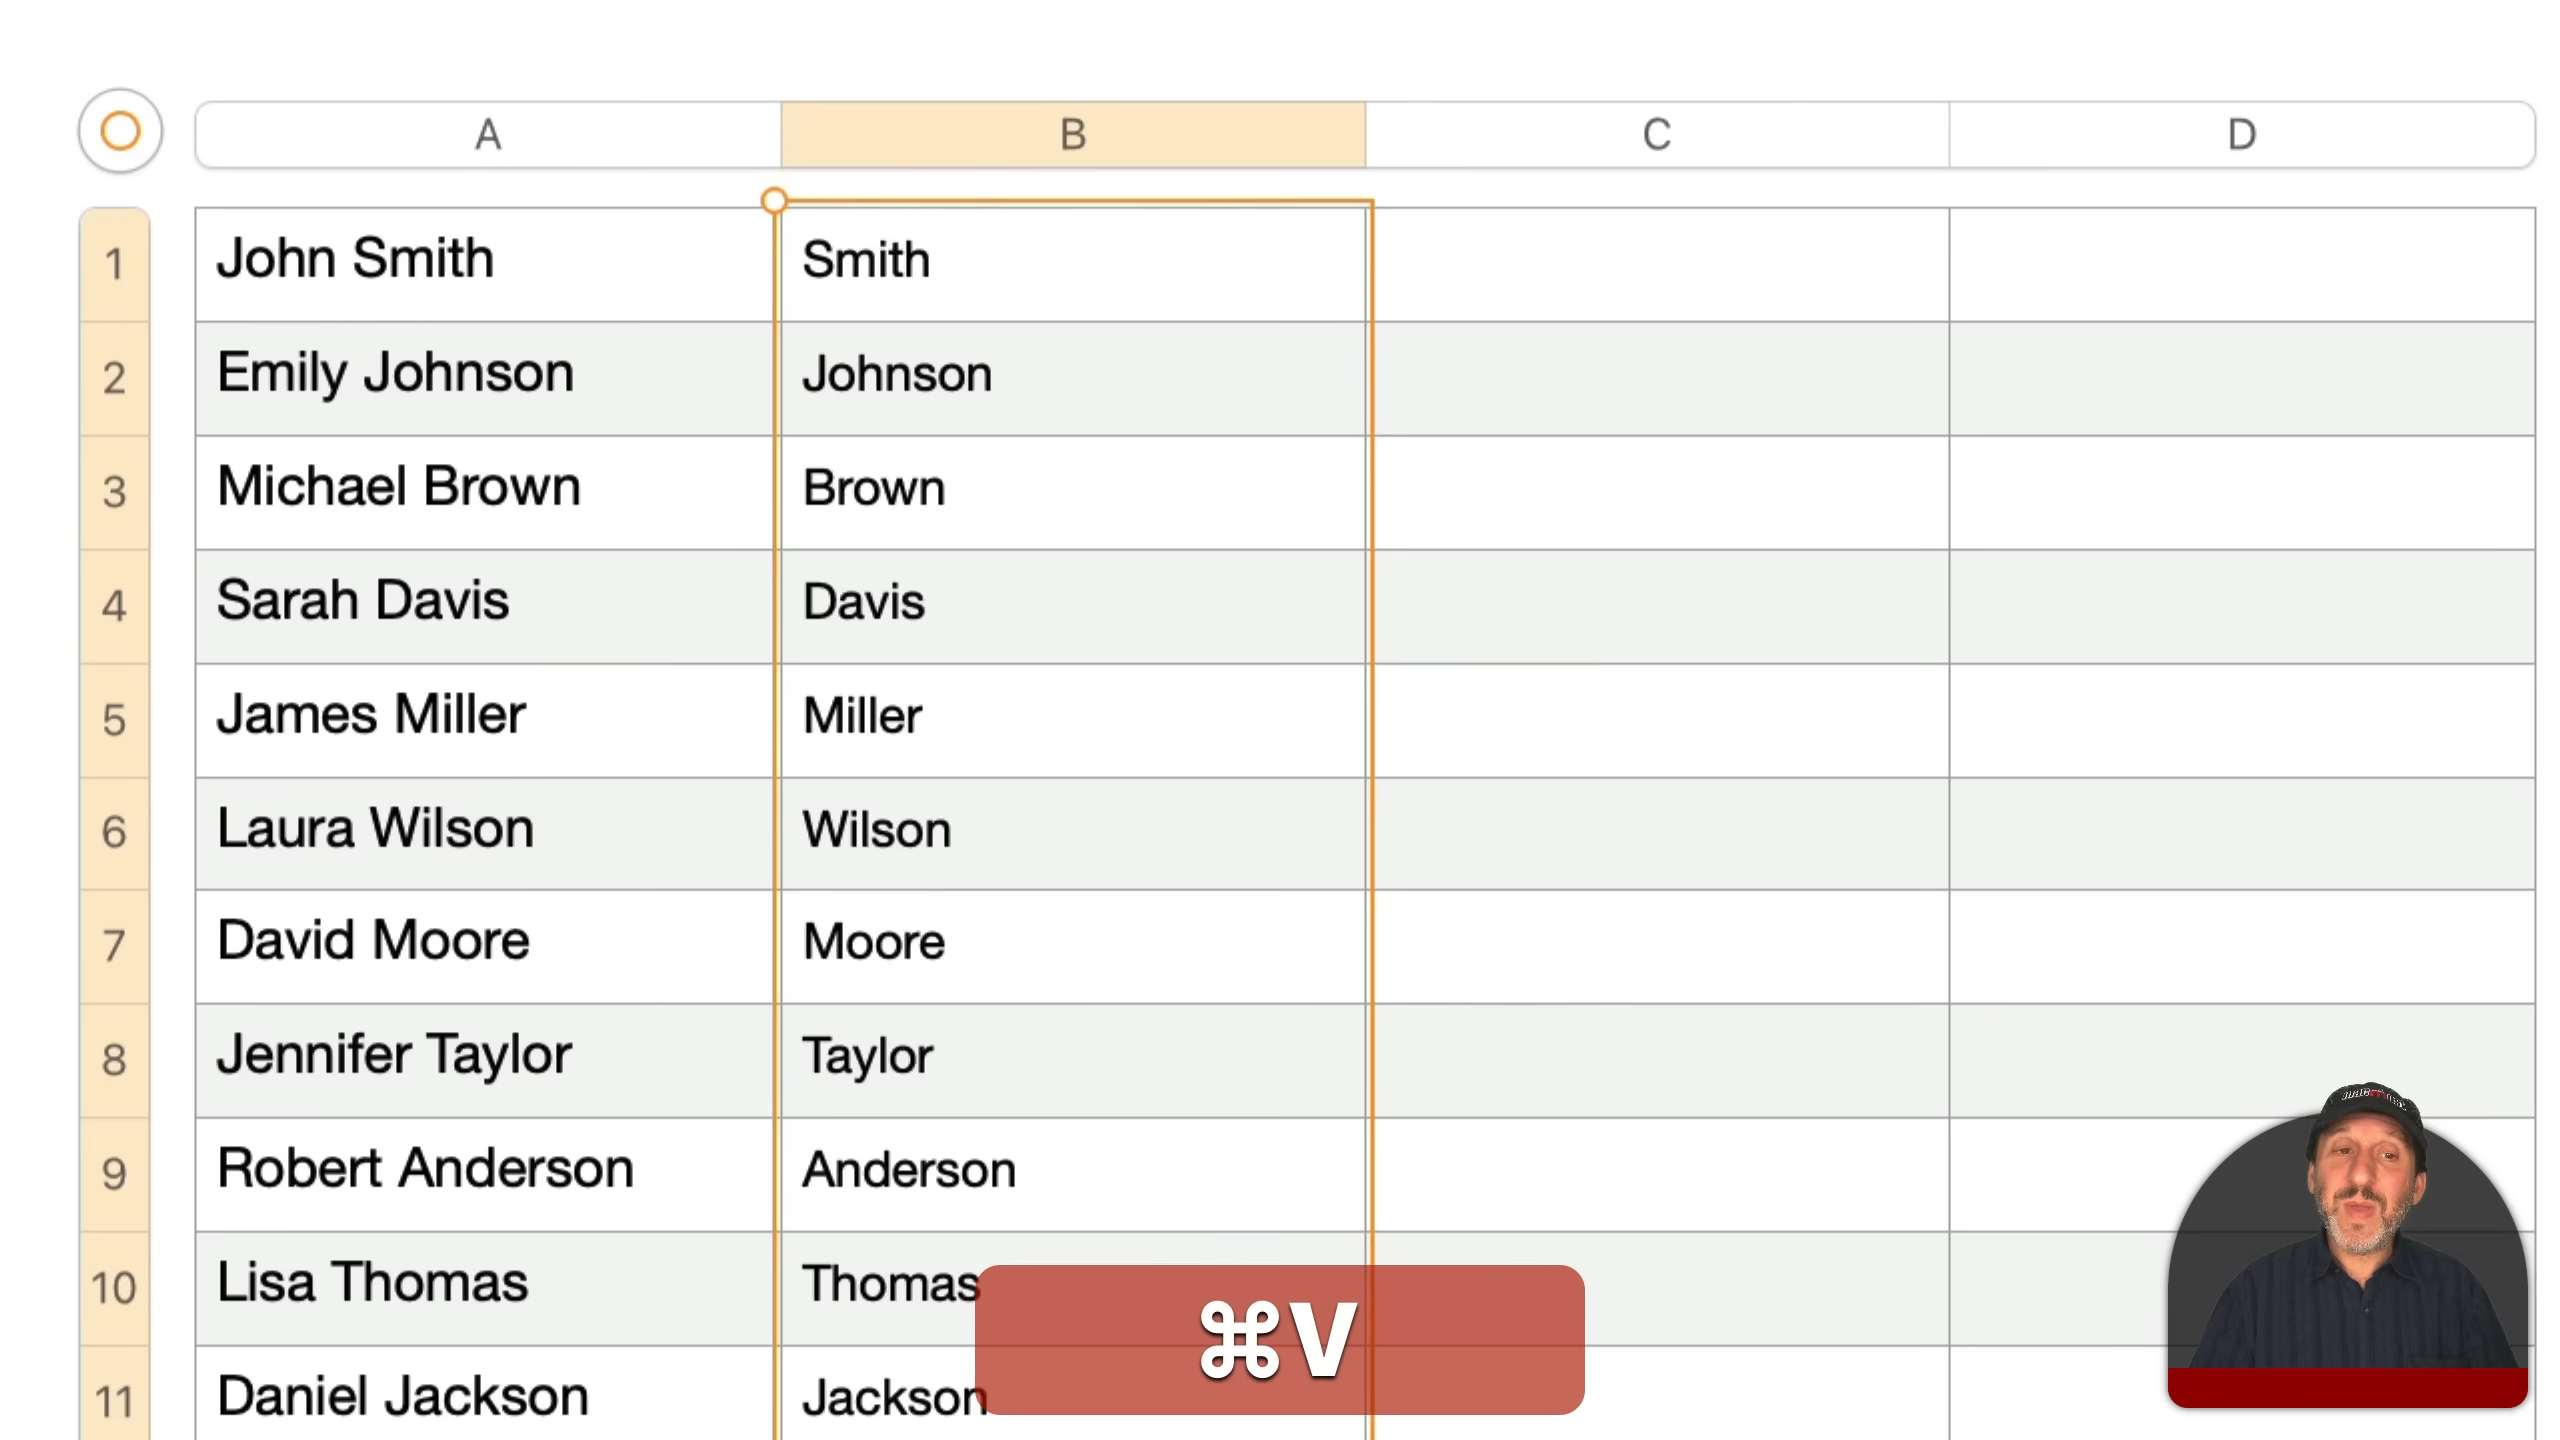 A B C D
1 John Smith Smith
2 Emily Johnson Johnson
3 Michael Brown Brown
4 Sarah Davis Davis
5 James Miller Miller
6 Laura Wilson Wilson
7 David Moore Moore
8 Jennifer Taylor Taylor
9 Robert Anderson Anderson
10 Lisa Thomas Thomas
⌘V
11 Daniel Jackson Jackson